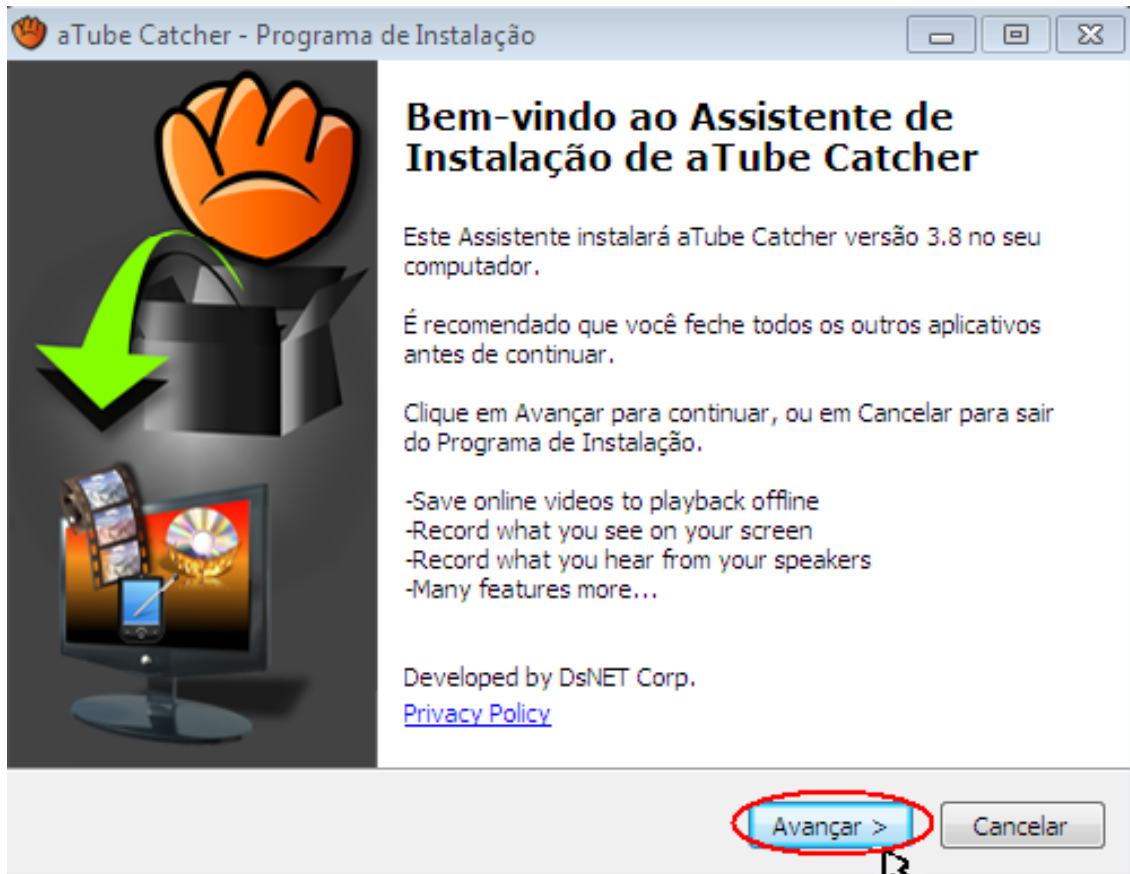 aTube Catcher - Programa de Instalação
Bem-vindo ao Assistente de
Instalação de aTube Catcher
Este Assistente instalará aTube Catcher versão 3.8 no seu
computador.
É recomendado que você feche todos os outros aplicativos
antes de continuar.
Clique em Avançar para continuar, ou em Cancelar para sair
do Programa de Instalação.
-Save online videos to playback offline
-Record what you see on your screen
-Record what you hear from your speakers
-Many features more...
Developed by DsNET Corp.
Privacy Policy
Avançar >
Cancelar